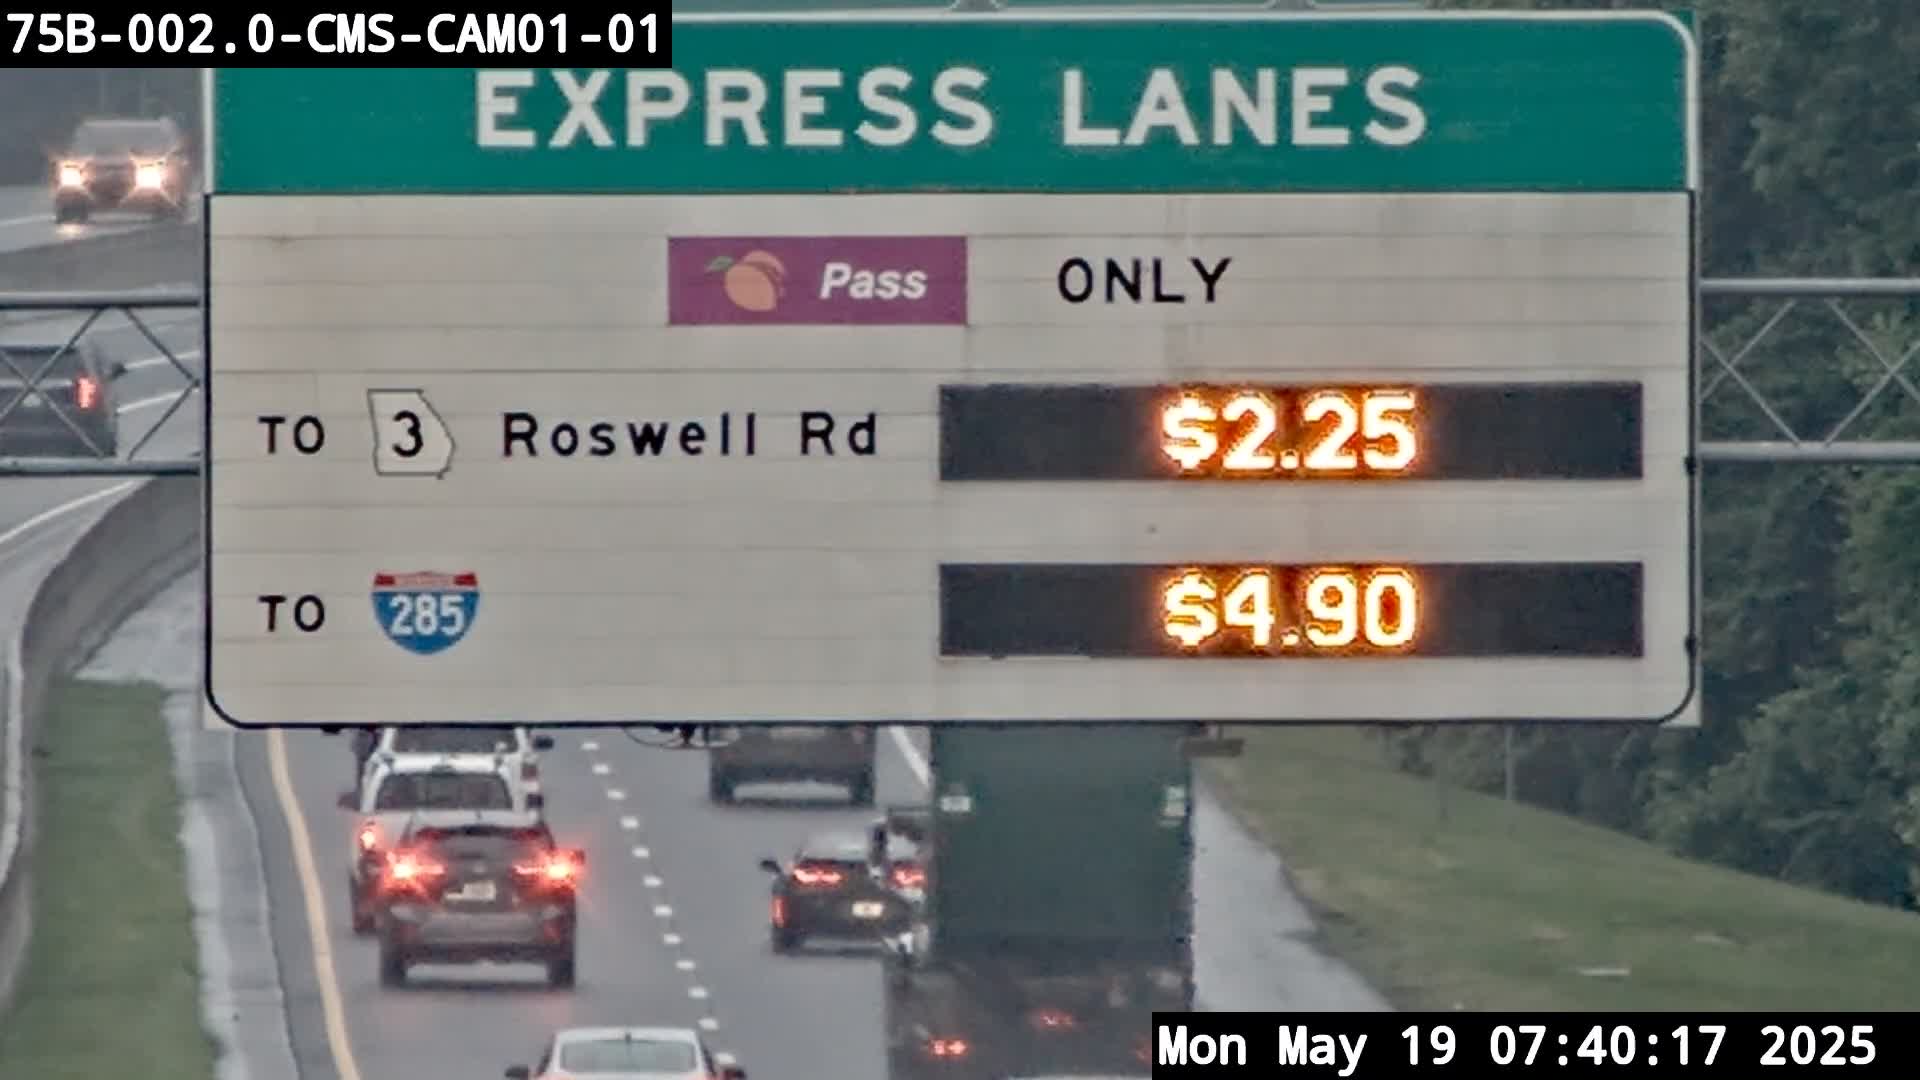 75B-002.0-CMS-CAM01-01
EXPRESS LANES
Pass ONLY
TO 3 Roswell Rd $2.25
TO 285 $4.90
Mon May 19 07:40:17 2025